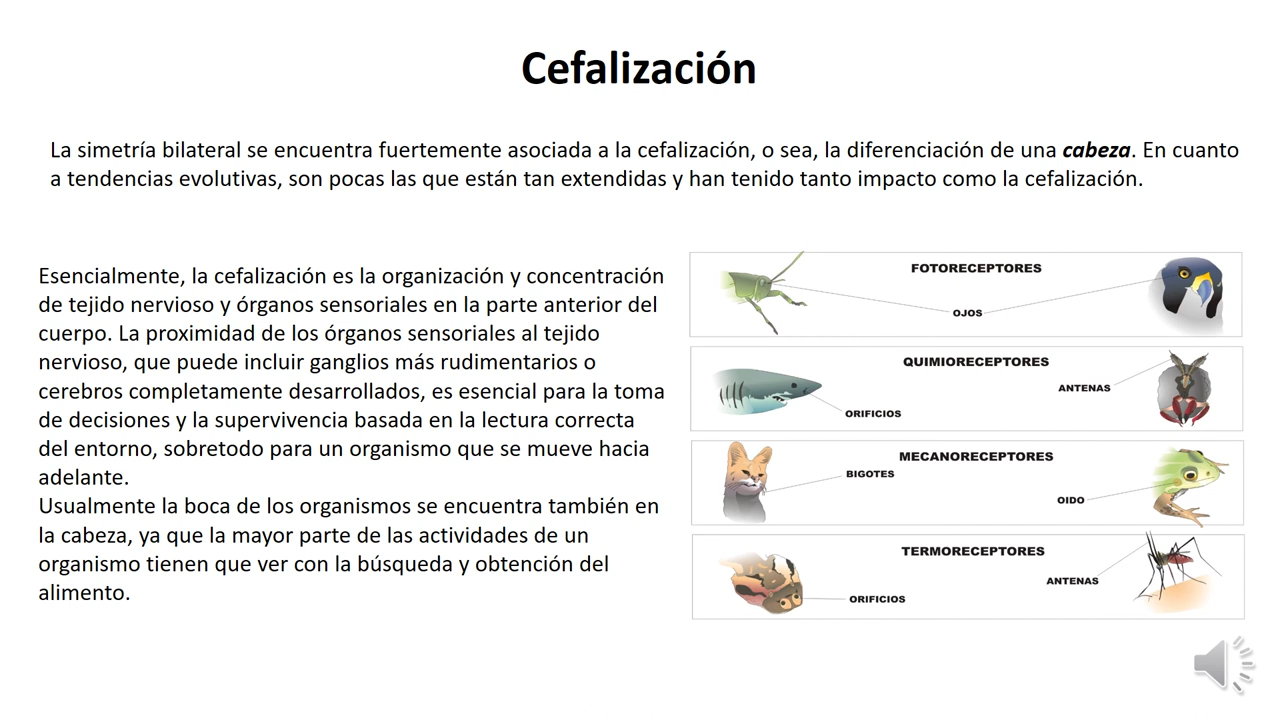 Cefalización
La simetría bilateral se encuentra fuertemente asociada a la cefalización, o sea, la diferenciación de una cabeza. En cuanto
a tendencias evolutivas, son pocas las que están tan extendidas y han tenido tanto impacto como la cefalización.
Esencialmente, la cefalización es la organización y concentración
de tejido nervioso y órganos sensoriales en la parte anterior del
cuerpo. La proximidad de los órganos sensoriales al tejido
nervioso, que puede incluir ganglios más rudimentarios o
cerebros completamente desarrollados, es esencial para la toma
de decisiones y la supervivencia basada en la lectura correcta
del entorno, sobretodo para un organismo que se mueve hacia
adelante.
Usualmente la boca de los organismos se encuentra también en
la cabeza, ya que la mayor parte de las actividades de un
organismo tienen que ver con la búsqueda y obtención del
alimento.
FOTORECEPTORES
OJOS
QUIMIORECEPTORES
ANTENAS
ORIFICIOS
MECANORECEPTORES
BIGOTES
OIDO
TERMORECEPTORES
ANTENAS
ORIFICIOS